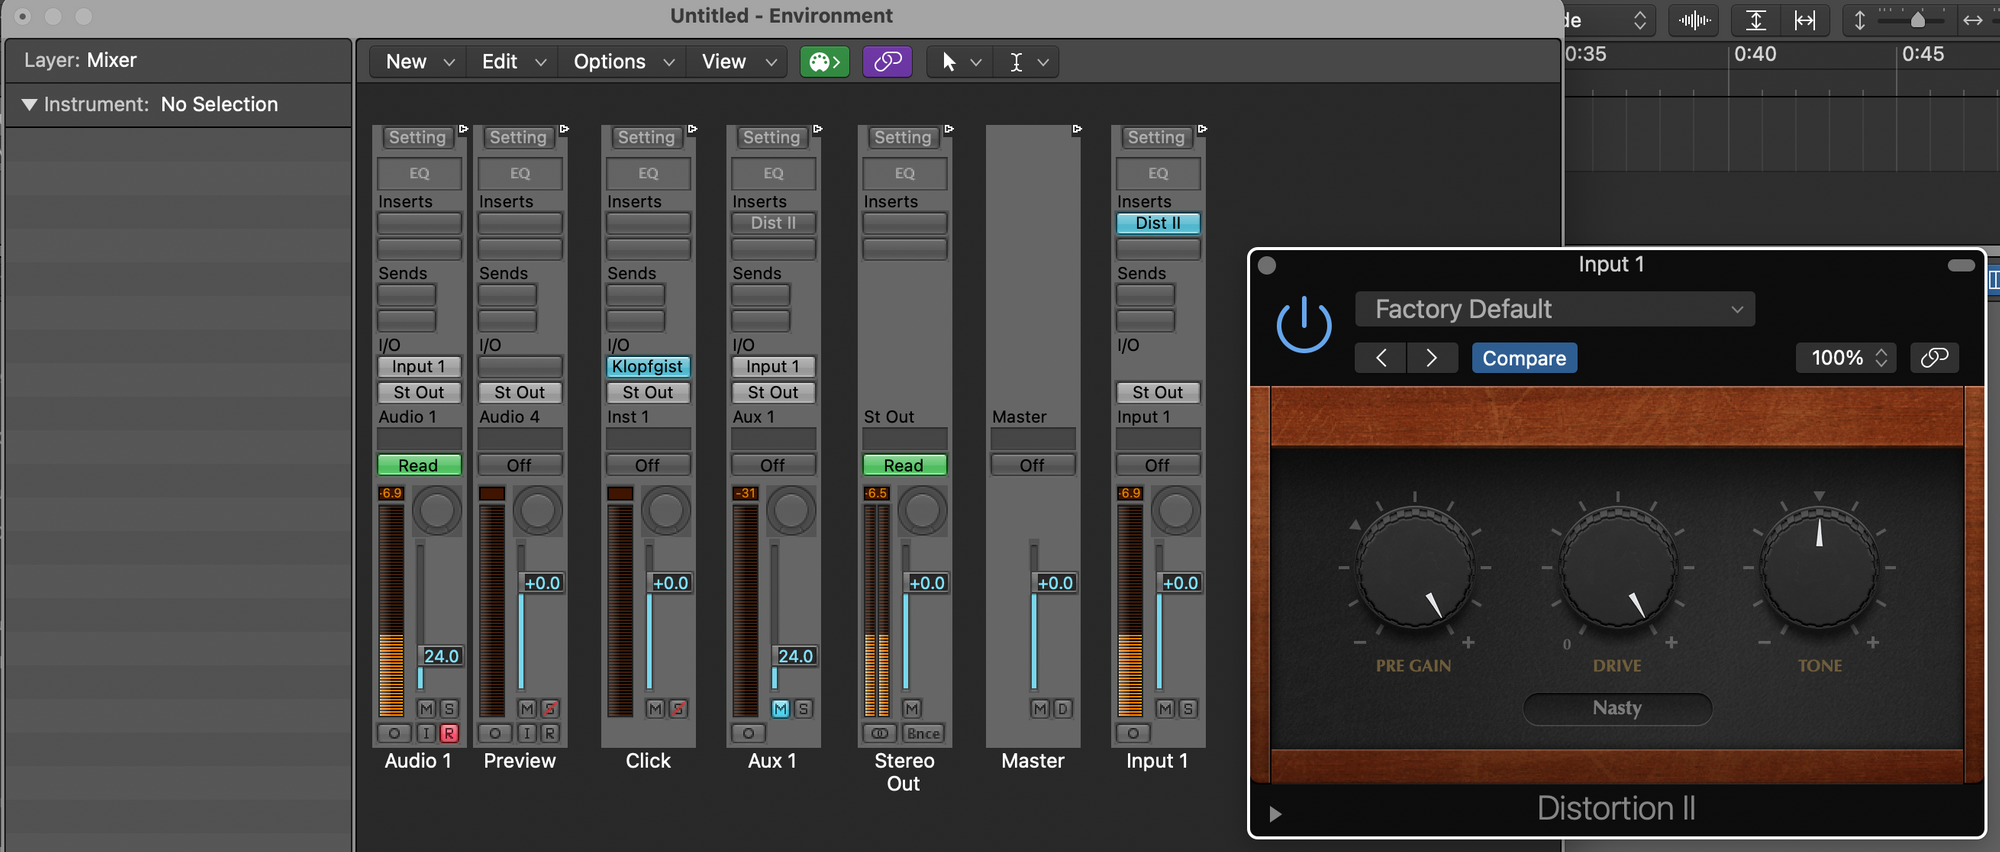 Untitled - Environment
de
Layer: Mixer
New Edit Options View
0:35 0:40 0:45
Instrument: No Selection
Setting Setting Setting Setting Setting Setting
EQ EQ EQ EQ EQ EQ
Inserts Inserts Inserts Inserts Inserts Inserts
Dist II Dist II
Sends Sends Sends Sends Sends
I/O I/O I/O I/O I/O
Input 1 Klopfgist Input 1
St Out St Out St Out St Out St Out
Audio 1 Audio 4 Inst 1 Aux 1 St Out Master Input 1
Read Off Off Off Read Off Off
-6.9 -31 -6.5 -6.9
+0.0 +0.0 +0.0 +0.0 +0.0
24.0 24.0
M S M S M S M S M M D M S
O I R O I R O Bnce O
Audio 1 Preview Click Aux 1 Stereo Out Master Input 1
Input 1
Factory Default
Compare 100%
PRE GAIN 0 DRIVE TONE
Nasty
Distortion II